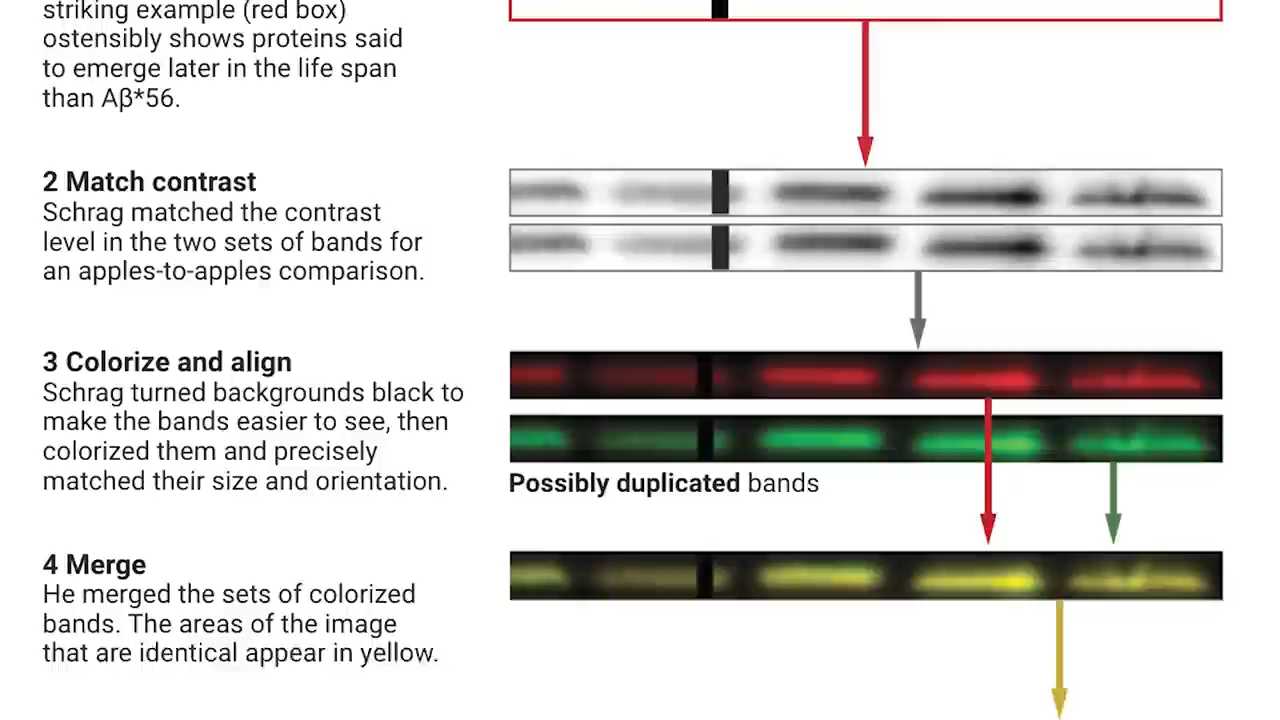 striking example (red box)
ostensibly shows proteins said
to emerge later in the life span
than Aβ*56.
2 Match contrast
Schrag matched the contrast
level in the two sets of bands for
an apples-to-apples comparison.
3 Colorize and align
Schrag turned backgrounds black to
make the bands easier to see, then
colorized them and precisely
matched their size and orientation.
Possibly duplicated bands
4 Merge
He merged the sets of colorized
bands. The areas of the image
that are identical appear in yellow.